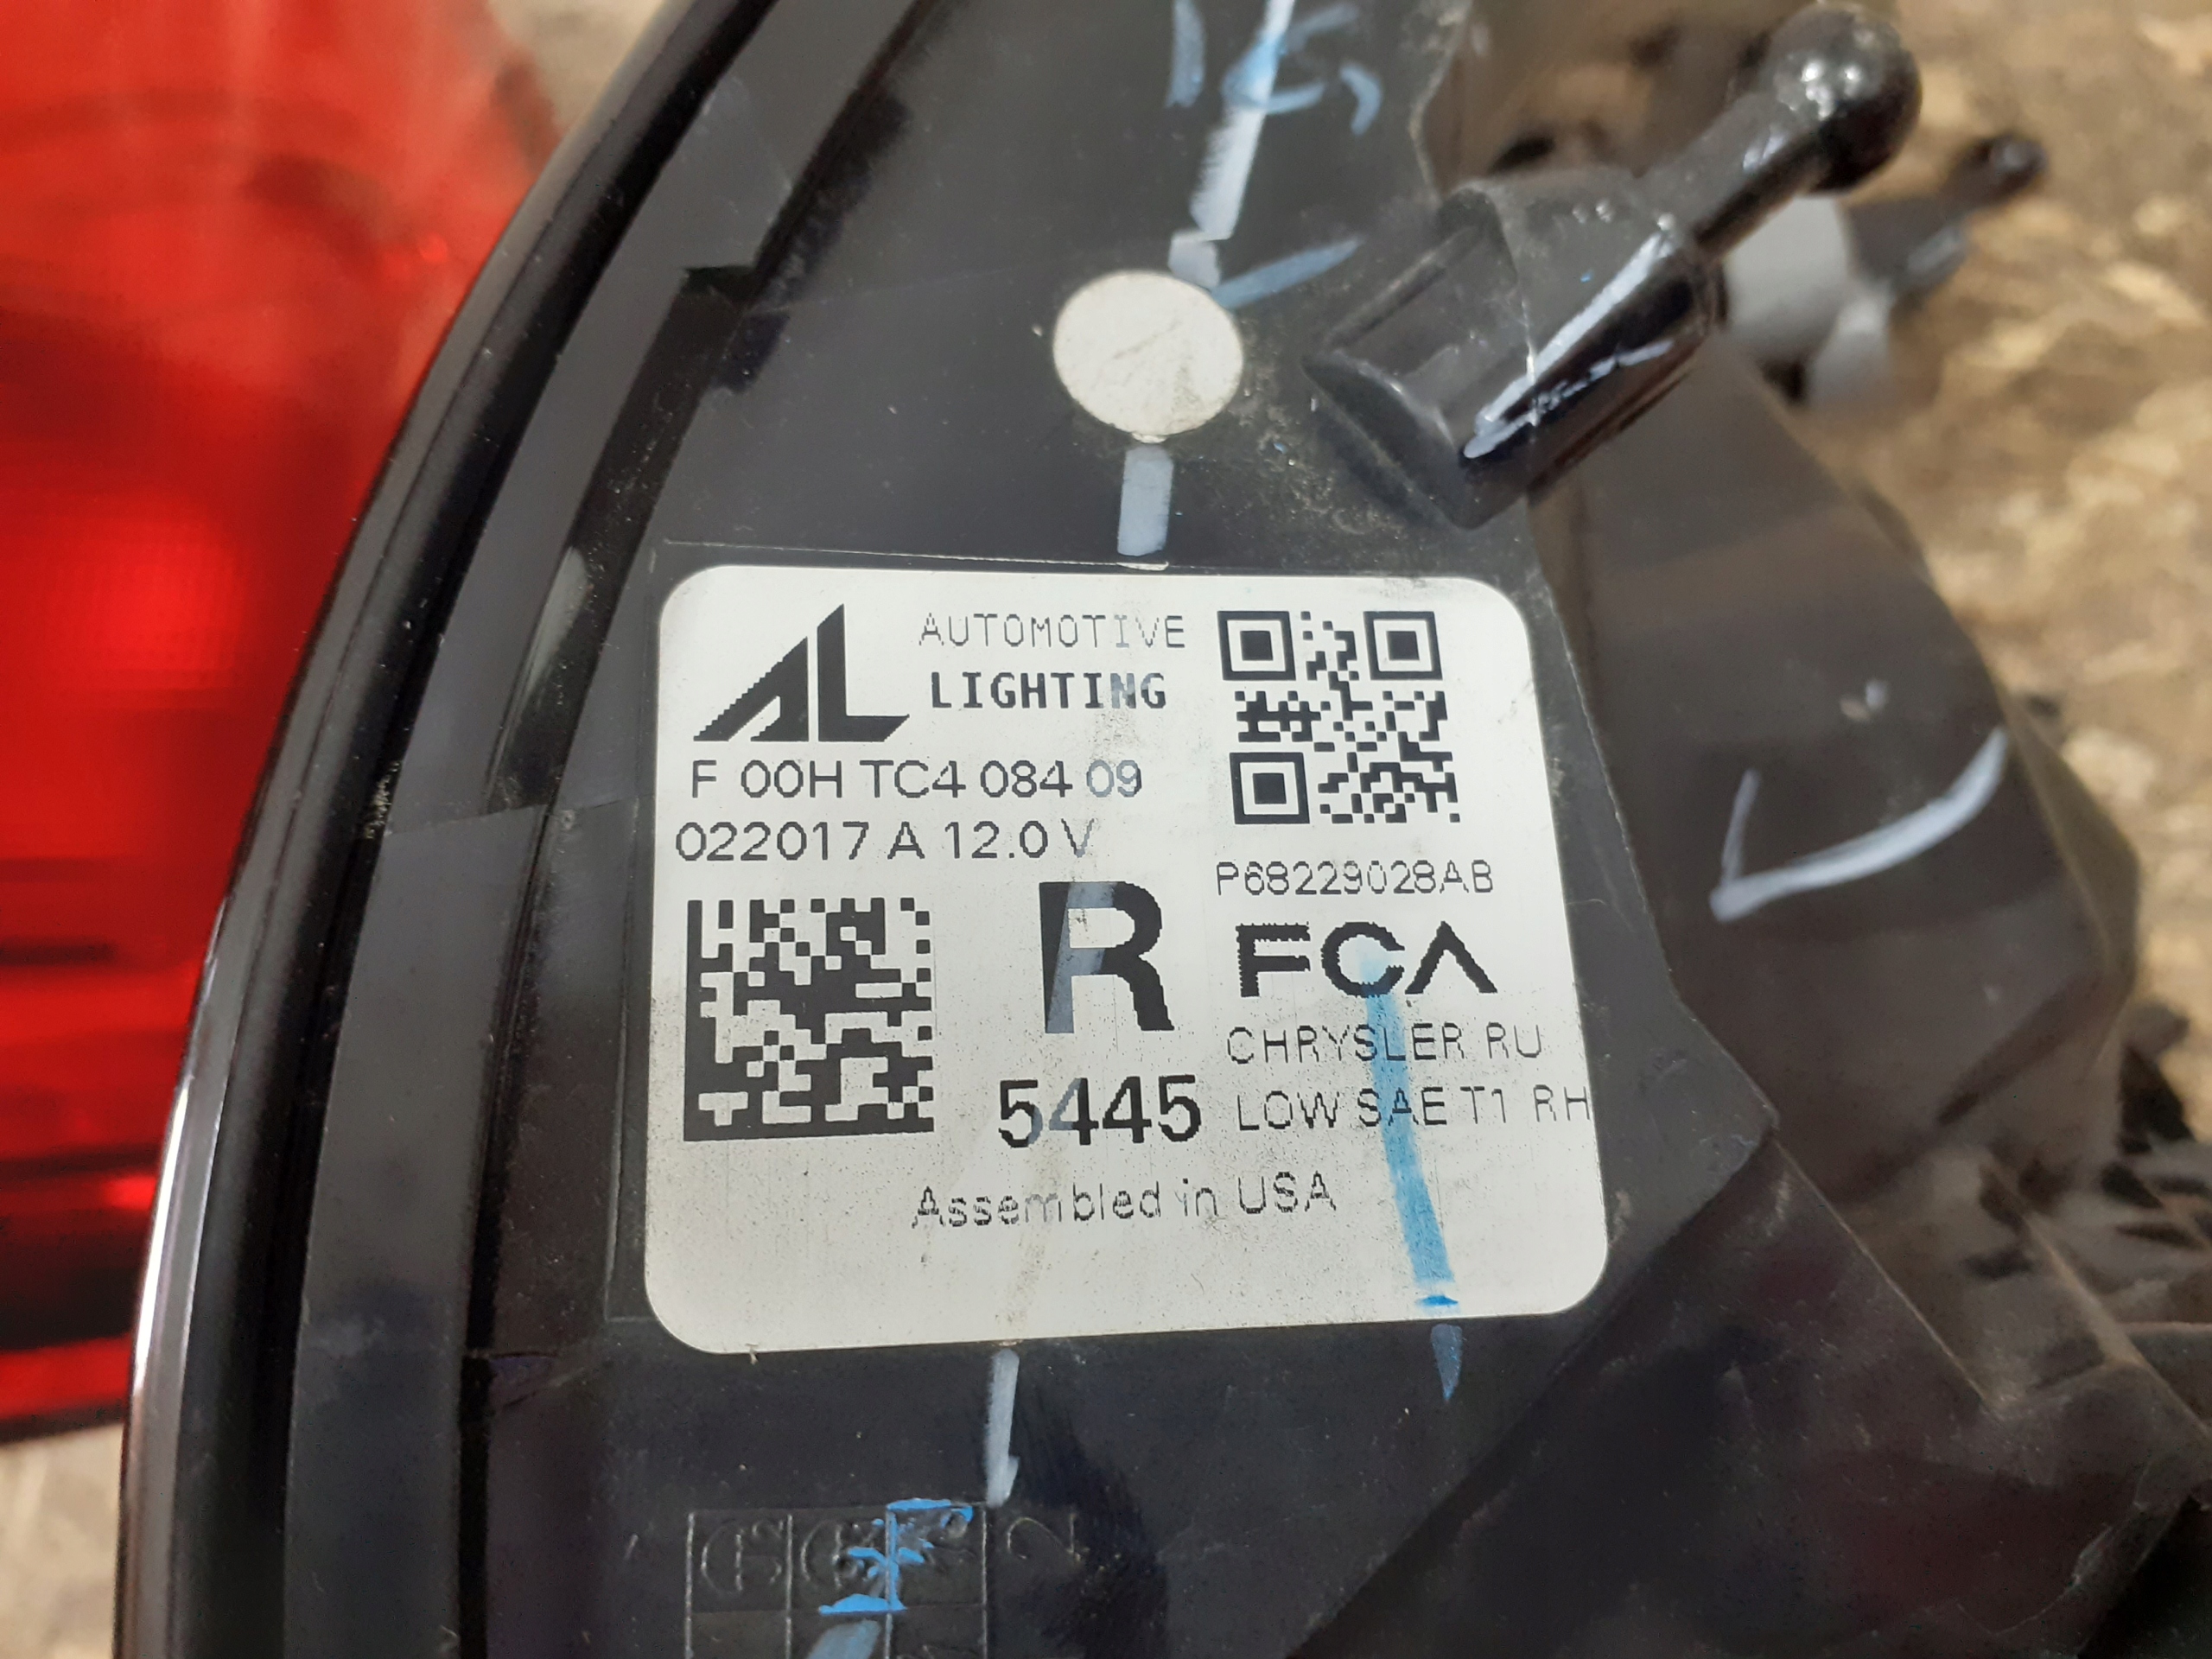 AL AUTOMOTIVE
LIGHTING
F 00H TC4 084 09
022017 A 12.0 V
P68229028AB
R
FCA
CHRYSLER RU
5445
LOW SAE T1 RH
Assembled in USA